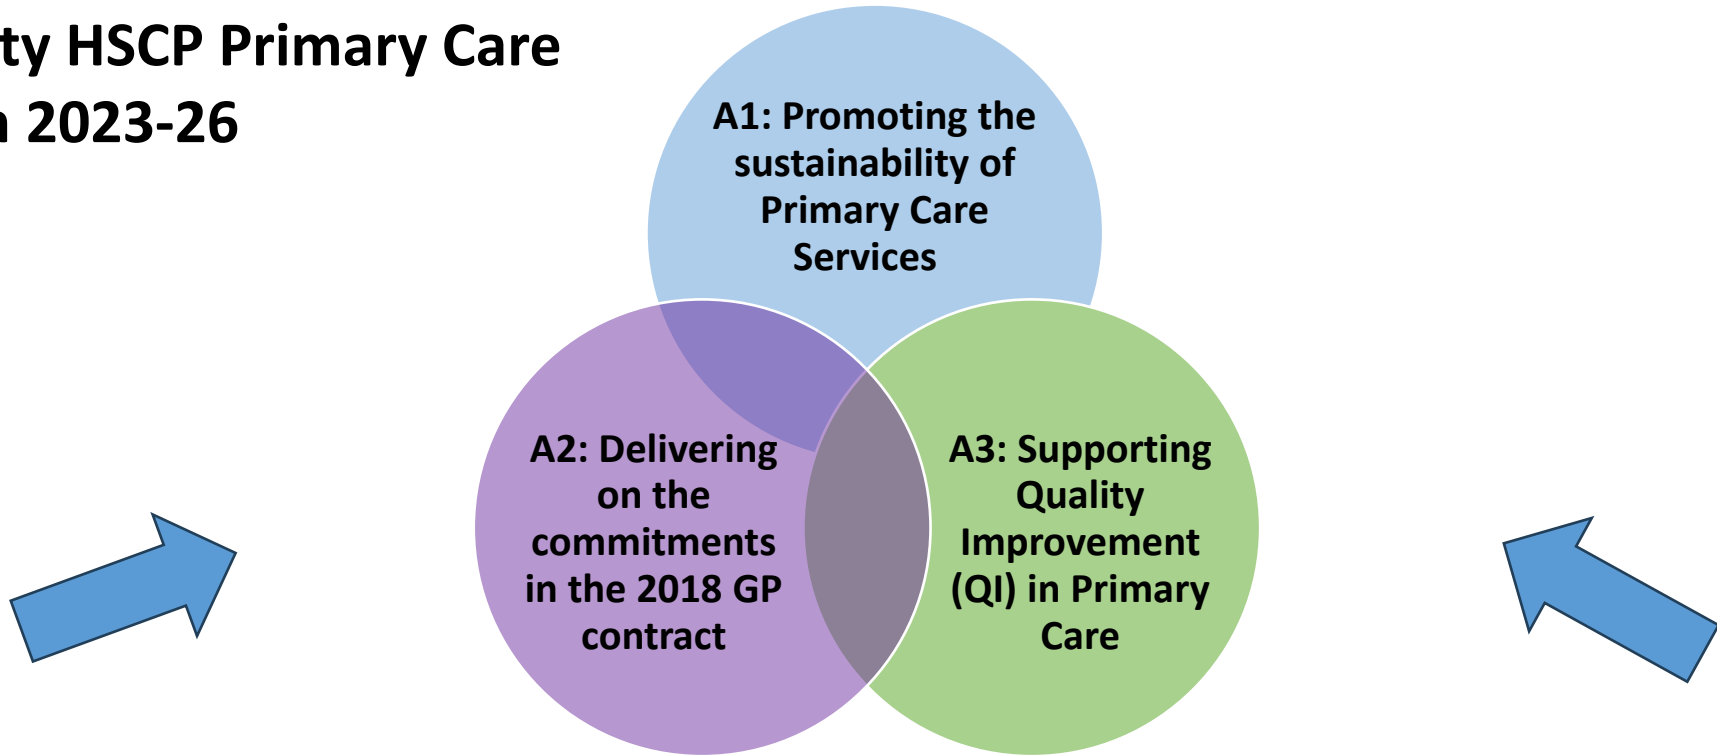 ty HSCP Primary Care
n 2023-26
A1: Promoting the
sustainability of
Primary Care
Services
A2: Delivering
on the
commitments
in the 2018 GP
contract
A3: Supporting
Quality
Improvement
(QI) in Primary
Care